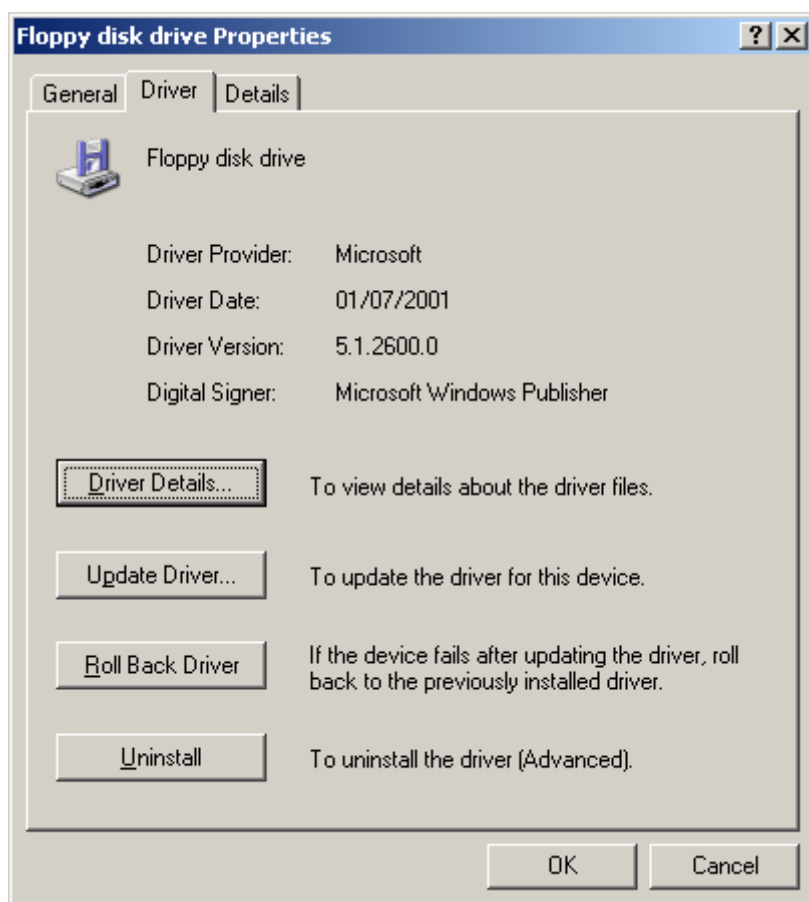 Floppy disk drive Properties
General Driver Details
Floppy disk drive
Driver Provider: Microsoft
Driver Date: 01/07/2001
Driver Version: 5.1.2600.0
Digital Signer: Microsoft Windows Publisher
Driver Details... To view details about the driver files.
Update Driver... To update the driver for this device.
Roll Back Driver If the device fails after updating the driver, roll
back to the previously installed driver.
Uninstall To uninstall the driver (Advanced).
OK Cancel